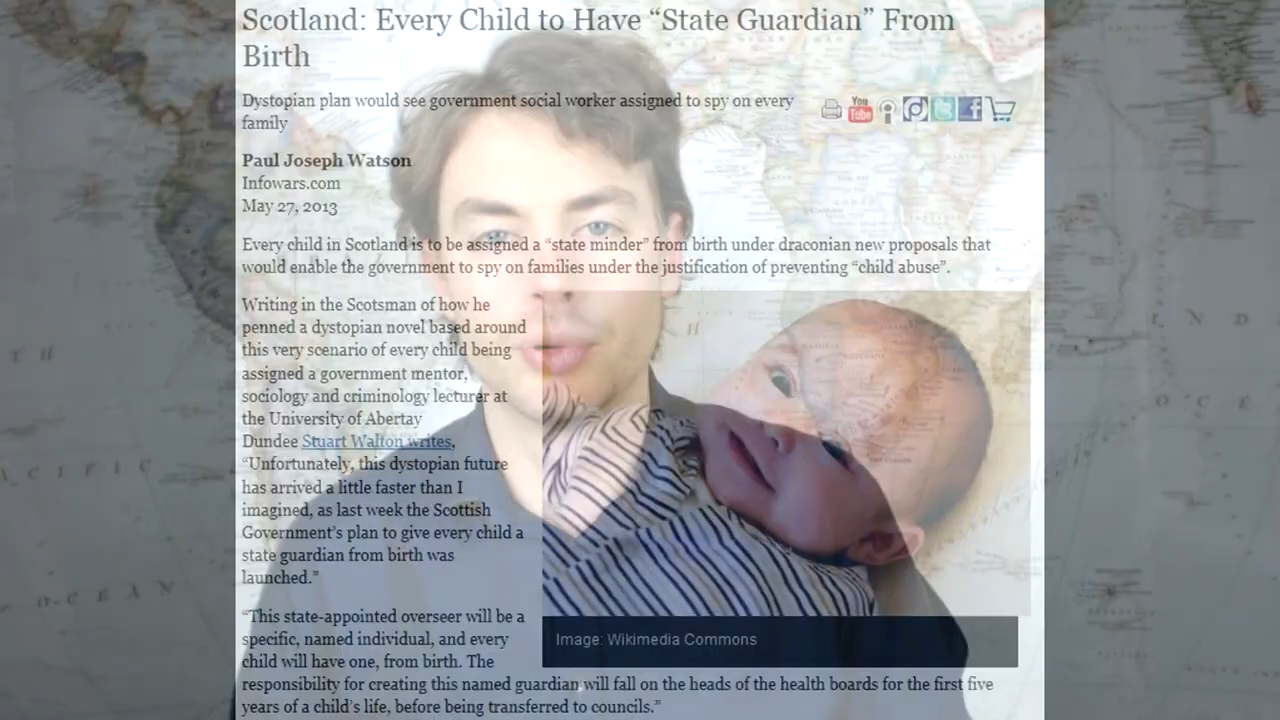 Scotland: Every Child to Have “State Guardian” From
Birth
Dystopian plan would see government social worker assigned to spy on every
family
You
Tube
Paul Joseph Watson
Infowars.com
May 27, 2013
Every child in Scotland is to be assigned a “state minder” from birth under draconian new proposals that
would enable the government to spy on families under the justification of preventing “child abuse”.
Writing in the Scotsman of how he
penned a dystopian novel based around
this very scenario of every child being
assigned a government mentor,
sociology and criminology lecturer at
the University of Abertay
Dundee Stuart Walton writes,
“Unfortunately, this dystopian future
has arrived a little faster than I
imagined, as last week the Scottish
Government’s plan to give every child a
state guardian from birth was
launched.”
“This state-appointed overseer will be a
specific, named individual, and every
child will have one, from birth. The
responsibility for creating this named guardian will fall on the heads of the health boards for the first five
years of a child’s life, before being transferred to councils.”
Image: Wikimedia Commons
TH
PACIFIC
OCEAN
IND
OCE